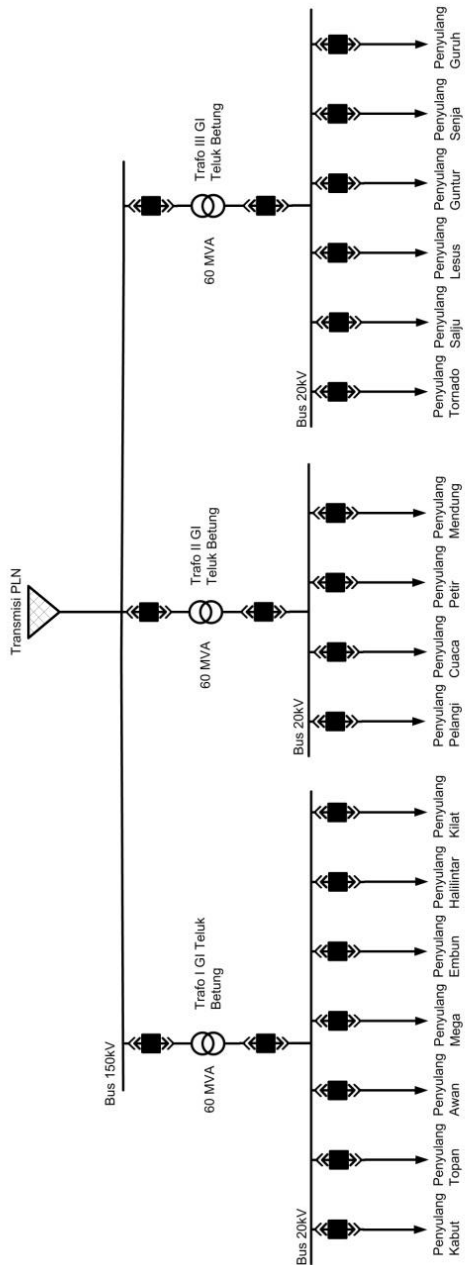 Transmisi PLN
Bus 150kV
Trafo I GI Teluk
Betung
60 MVA
Trafo II GI
Teluk Betung
60 MVA
Trafo III GI
Teluk Betung
60 MVA
Bus 20kV
Bus 20kV
Bus 20kV
Penyulang
Kabut
Penyulang
Topan
Penyulang
Awan
Penyulang
Mega
Penyulang
Embun
Penyulang
Halilintar
Penyulang
Kilat
Penyulang
Pelangi
Penyulang
Cuaca
Penyulang
Petir
Penyulang
Mendung
Penyulang
Tornado
Penyulang
Salju
Penyulang
Lesus
Penyulang
Guntur
Penyulang
Senja
Penyulang
Guruh